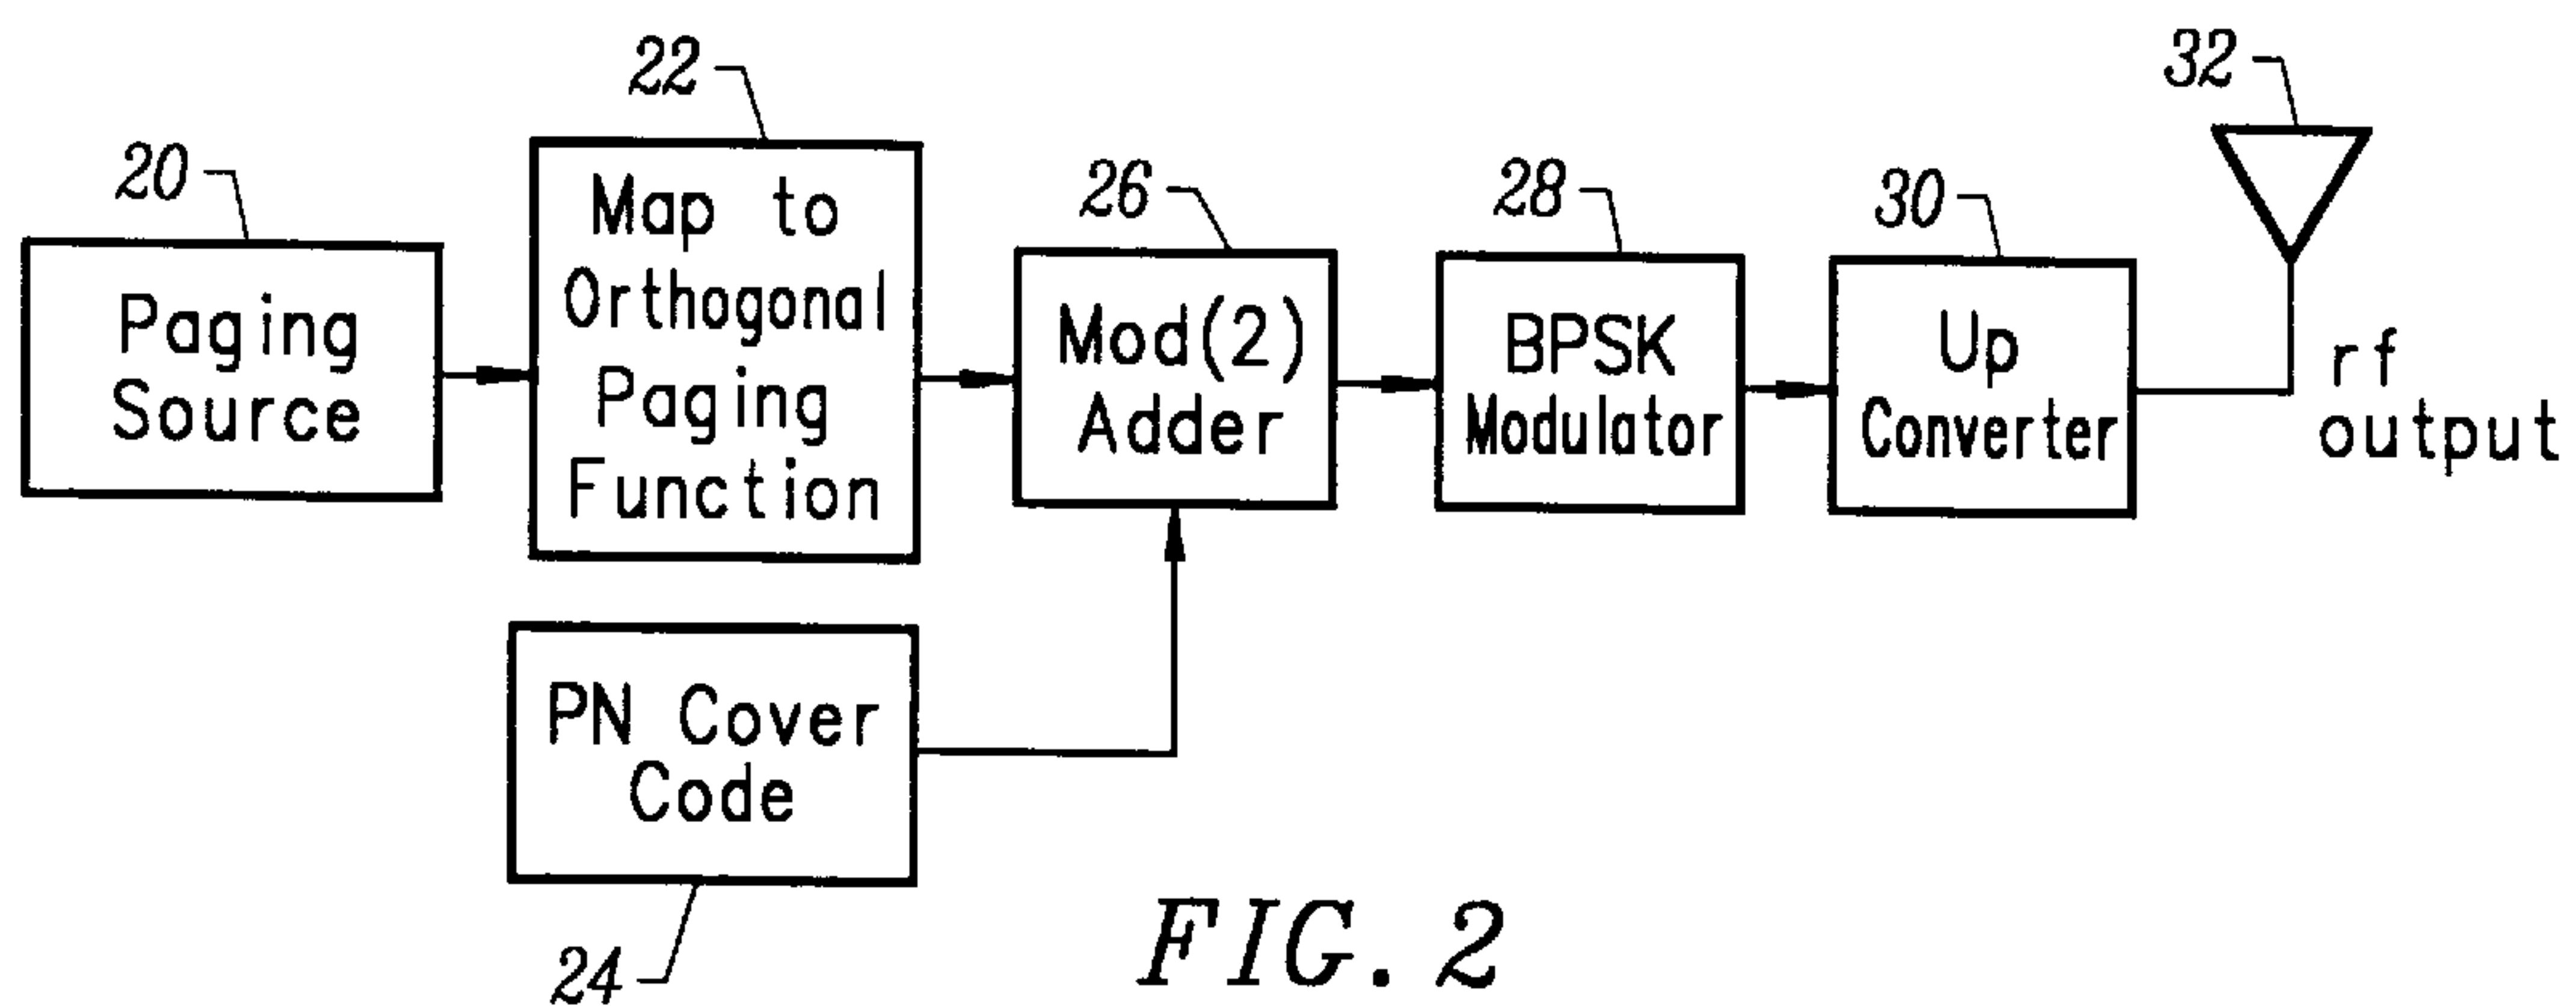 22
32
20
26
28
30
Map to
Orthogonal
Paging
Function
Paging
Source
Mod(2)
Adder
BPSK
Modulator
Up
Converter
rf
output
PN Cover
Code
24
FIG. 2